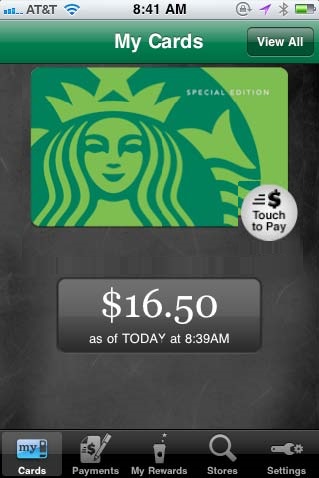 AT&T 8:41 AM
My Cards View All
SPECIAL EDITION
$
Touch
to Pay
$16.50
as of TODAY at 8:39AM
my
$
Cards Payments My Rewards Stores Settings